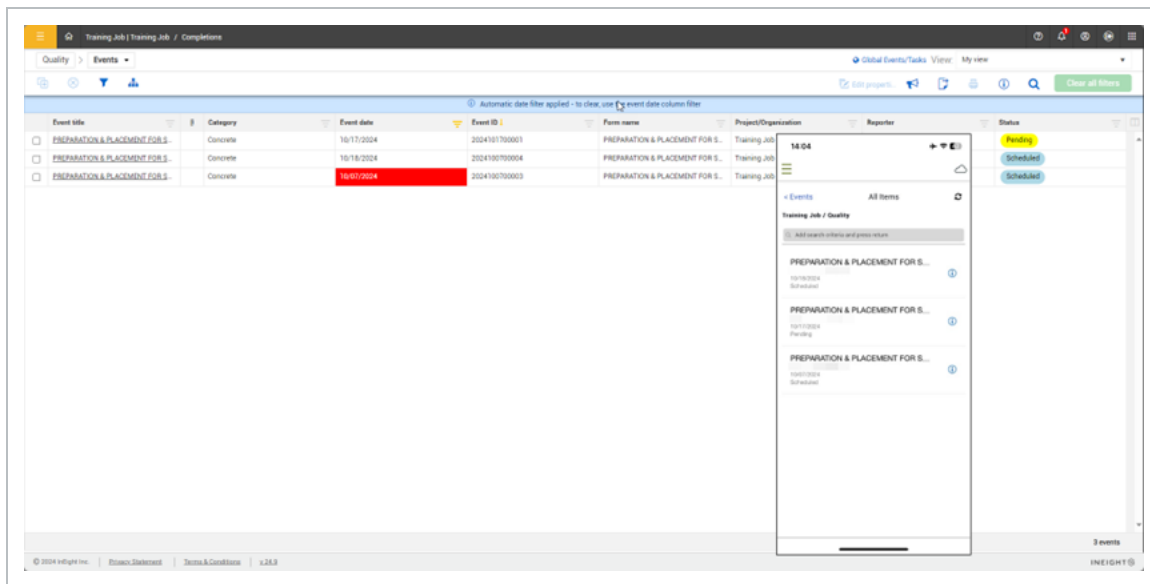 Training Job | Training Job / Completions
Quality > Events
Global Events/Tasks View: My view
Edit properti... Clear all filters
Automatic date filter applied - to clear, use the event date column filter
Event title Category Event date Event ID Form name Project/Organization Reporter Status
PREPARATION & PLACEMENT FOR S... Concrete 10/17/2024 2024101700001 PREPARATION & PLACEMENT FOR S... Training Job Pending
PREPARATION & PLACEMENT FOR S... Concrete 10/18/2024 2024100700004 PREPARATION & PLACEMENT FOR S... Training Job Scheduled
PREPARATION & PLACEMENT FOR S... Concrete 10/07/2024 2024100700003 PREPARATION & PLACEMENT FOR S... Training Job Scheduled
14:04
< Events All Items
Training Job / Quality
Add search criteria and press return
PREPARATION & PLACEMENT FOR S...
10/18/2024
Scheduled
PREPARATION & PLACEMENT FOR S...
10/17/2024
Pending
PREPARATION & PLACEMENT FOR S...
10/07/2024
Scheduled
3 events
© 2024 InEight Inc. | Privacy Statement | Terms & Conditions | v.24.8
INEIGHT